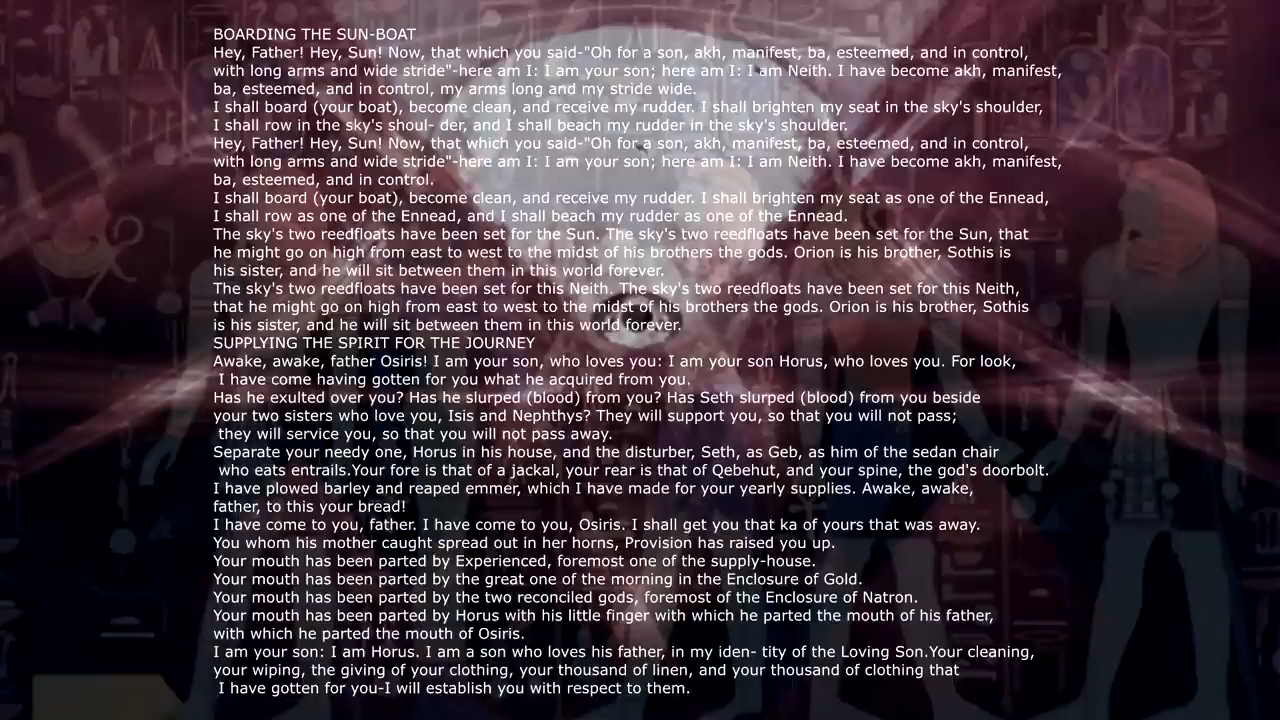 BOARDING THE SUN-BOAT
Hey, Father! Hey, Sun! Now, that which you said-"Oh for a son, akh, manifest, ba, esteemed, and in control,
with long arms and wide stride"-here am I: I am your son; here am I: I am Neith. I have become akh, manifest,
ba, esteemed, and in control, my arms long and my stride wide.
I shall board (your boat), become clean, and receive my rudder. I shall brighten my seat in the sky's shoulder,
I shall row in the sky's shoul- der, and I shall beach my rudder in the sky's shoulder.
Hey, Father! Hey, Sun! Now, that which you said-"Oh for a son, akh, manifest, ba, esteemed, and in control,
with long arms and wide stride"-here am I: I am your son; here am I: I am Neith. I have become akh, manifest,
ba, esteemed, and in control.
I shall board (your boat), become clean, and receive my rudder. I shall brighten my seat as one of the Ennead,
I shall row as one of the Ennead, and I shall beach my rudder as one of the Ennead.
The sky's two reedfloats have been set for the Sun. The sky's two reedfloats have been set for the Sun, that
he might go on high from east to west to the midst of his brothers the gods. Orion is his brother, Sothis is
his sister, and he will sit between them in this world forever.
The sky's two reedfloats have been set for this Neith. The sky's two reedfloats have been set for this Neith,
that he might go on high from east to west to the midst of his brothers the gods. Orion is his brother, Sothis
is his sister, and he will sit between them in this world forever.
SUPPLYING THE SPIRIT FOR THE JOURNEY
Awake, awake, father Osiris! I am your son, who loves you: I am your son Horus, who loves you. For look,
I have come having gotten for you what he acquired from you.
Has he exulted over you? Has he slurped (blood) from you? Has Seth slurped (blood) from you beside
your two sisters who love you, Isis and Nephthys? They will support you, so that you will not pass;
they will service you, so that you will not pass away.
Separate your needy one, Horus in his house, and the disturber, Seth, as Geb, as him of the sedan chair
who eats entrails.Your fore is that of a jackal, your rear is that of Qebehut, and your spine, the god's doorbolt.
I have plowed barley and reaped emmer, which I have made for your yearly supplies. Awake, awake,
father, to this your bread!
I have come to you, father. I have come to you, Osiris. I shall get you that ka of yours that was away.
You whom his mother caught spread out in her horns, Provision has raised you up.
Your mouth has been parted by Experienced, foremost one of the supply-house.
Your mouth has been parted by the great one of the morning in the Enclosure of Gold.
Your mouth has been parted by the two reconciled gods, foremost of the Enclosure of Natron.
Your mouth has been parted by Horus with his little finger with which he parted the mouth of his father,
with which he parted the mouth of Osiris.
I am your son: I am Horus. I am a son who loves his father, in my iden- tity of the Loving Son.Your cleaning,
your wiping, the giving of your clothing, your thousand of linen, and your thousand of clothing that
I have gotten for you-I will establish you with respect to them.